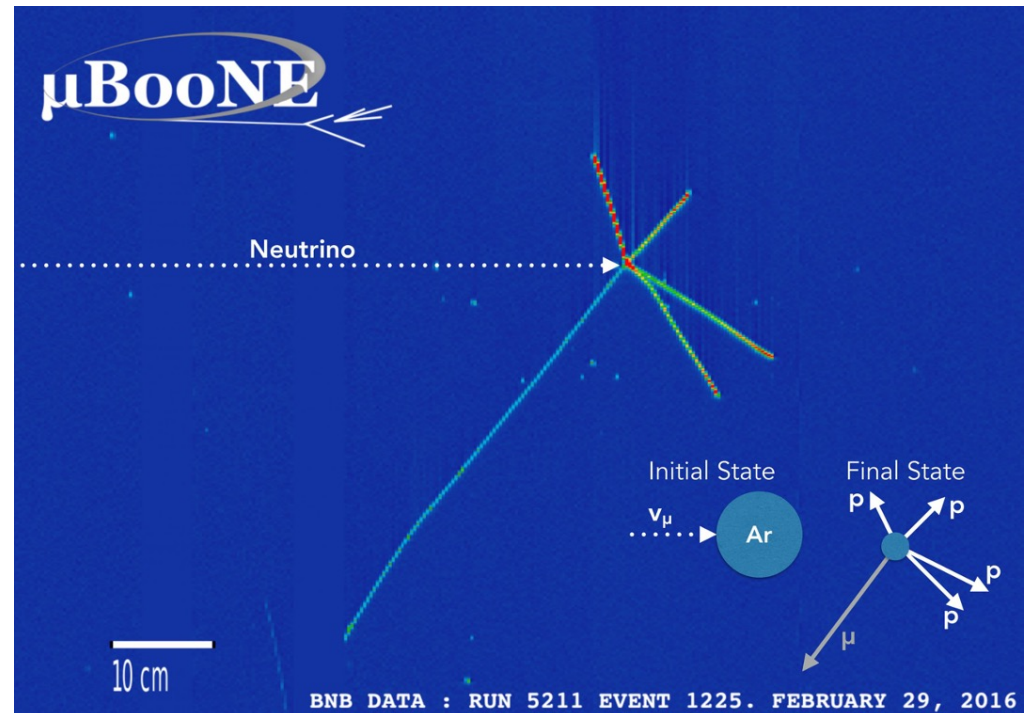 µBooNE
Neutrino
Initial State
Final State
νμ
Ar
p
p
p
p
μ
10 cm
BNB DATA : RUN 5211 EVENT 1225. FEBRUARY 29, 2016